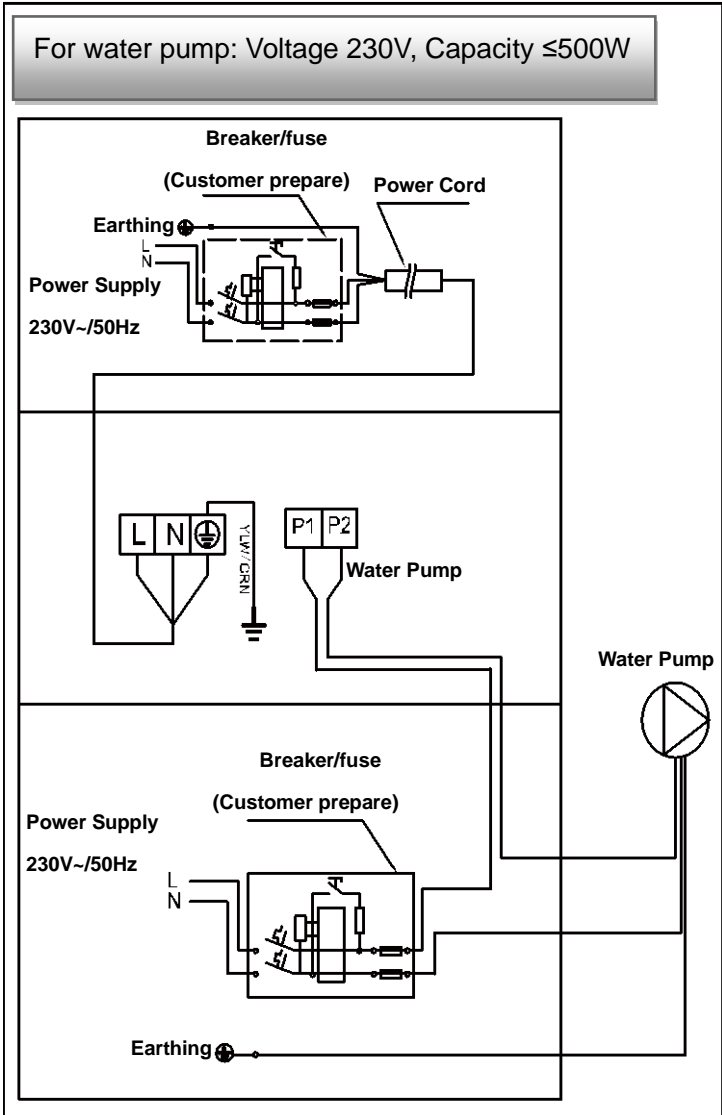 For water pump: Voltage 230V, Capacity ≤500W
Breaker/fuse
(Customer prepare)
Power Cord
Earthing
L
N
Power Supply
230V~/50Hz
L N
YLW/GRN
P1 P2
Water Pump
Water Pump
Breaker/fuse
(Customer prepare)
Power Supply
230V~/50Hz
L
N
Earthing